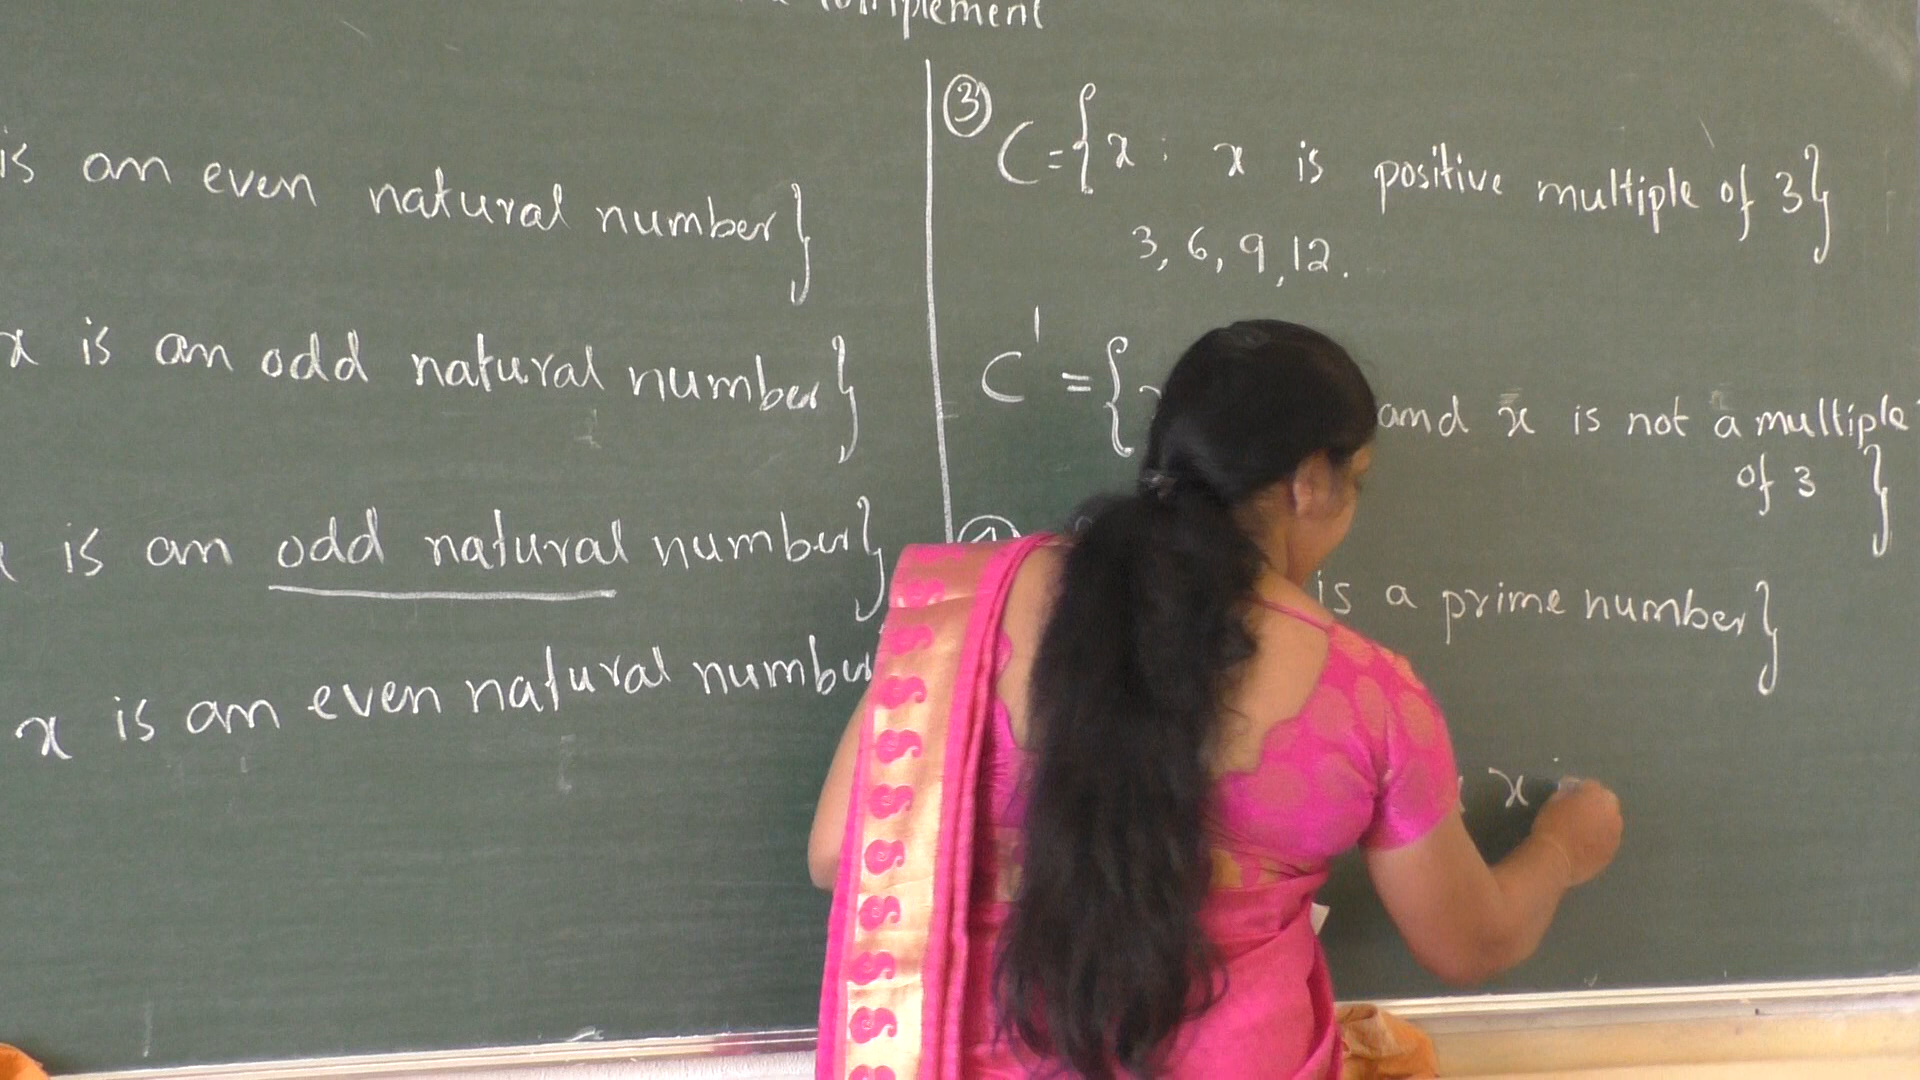 complement
is an even natural number}
x is an odd natural number}
is an odd natural number}
x is an even natural number
③
C={x : x is positive multiple of 3}
3, 6, 9, 12.
C' = { and x is not a multiple
of 3 }
is a prime number}
x